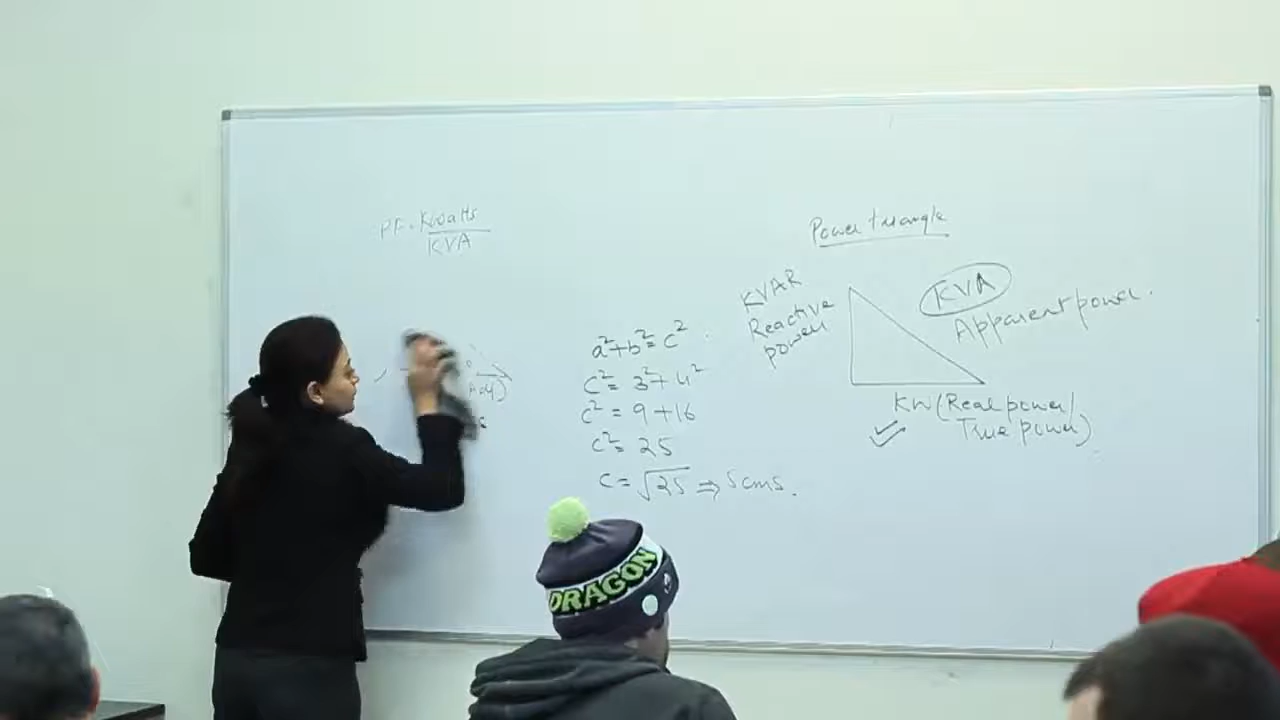 PF = Kwatts
KVA
a²+b²=c²
c²= 3²+4²
c²= 9+16
c²= 25
c=√25 ⇒ 5cms.
Power triangle
KVAR
Reactive
power
KVA
Apparent power.
KW (Real power/
True power)
DRAGON